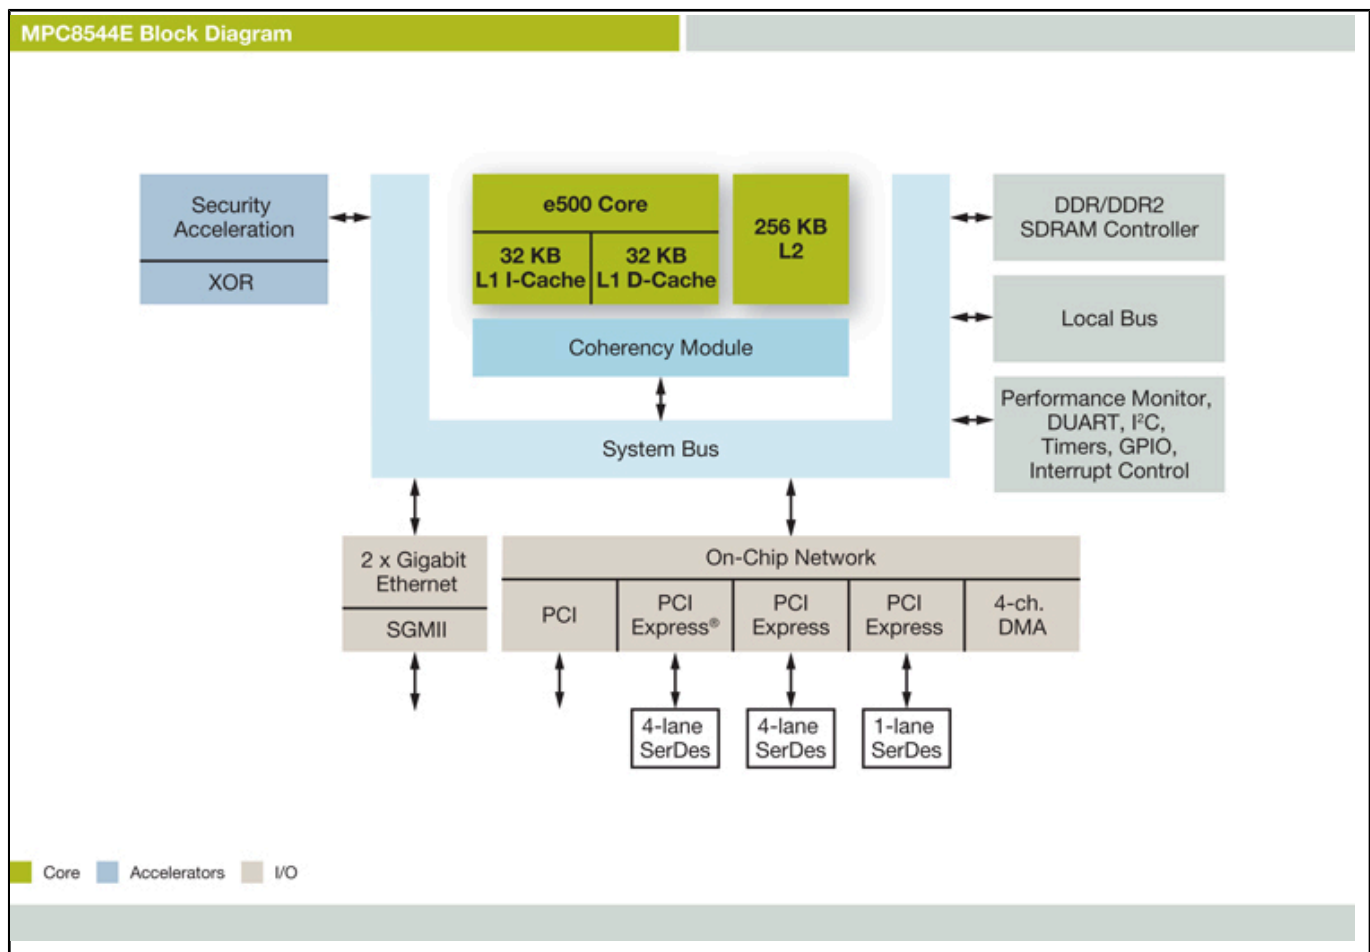 MPC8544E Block Diagram
Security
Acceleration
XOR
e500 Core
32 KB
L1 I-Cache
32 KB
L1 D-Cache
256 KB
L2
Coherency Module
System Bus
DDR/DDR2
SDRAM Controller
Local Bus
Performance Monitor,
DUART, I²C,
Timers, GPIO,
Interrupt Control
2 x Gigabit
Ethernet
SGMII
On-Chip Network
PCI
PCI
Express®
PCI
Express
PCI
Express
4-ch.
DMA
4-lane
SerDes
4-lane
SerDes
1-lane
SerDes
Core
Accelerators
I/O